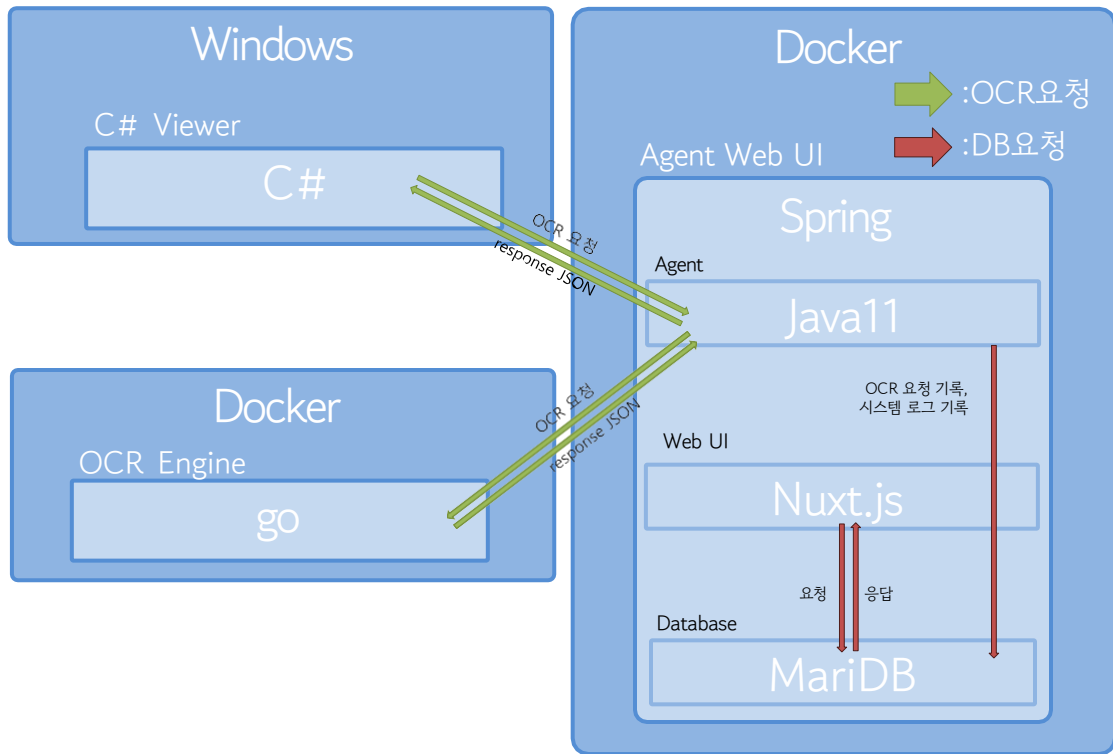 Windows
C# Viewer
C#
Docker
:OCR요청
:DB요청
Agent Web UI
Spring
Agent
Java11
OCR 요청
response JSON
OCR 요청
response JSON
OCR 요청 기록,
시스템 로그 기록
Docker
OCR Engine
go
Web UI
Nuxt.js
요청
응답
Database
MariDB